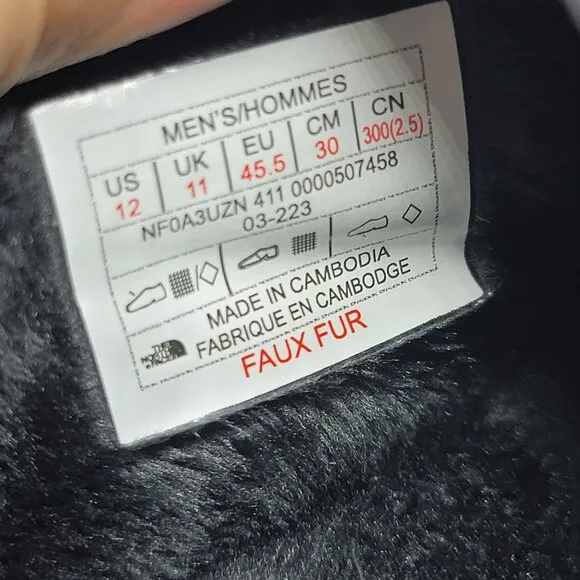 MEN'S/HOMMES
US UK EU CM CN
12 11 45.5 30 300(2.5)
NF0A3UZN 411 0000507458
03-223
MADE IN CAMBODIA
FABRIQUE EN CAMBODGE
THE
NORTH
FACE
FAUX FUR